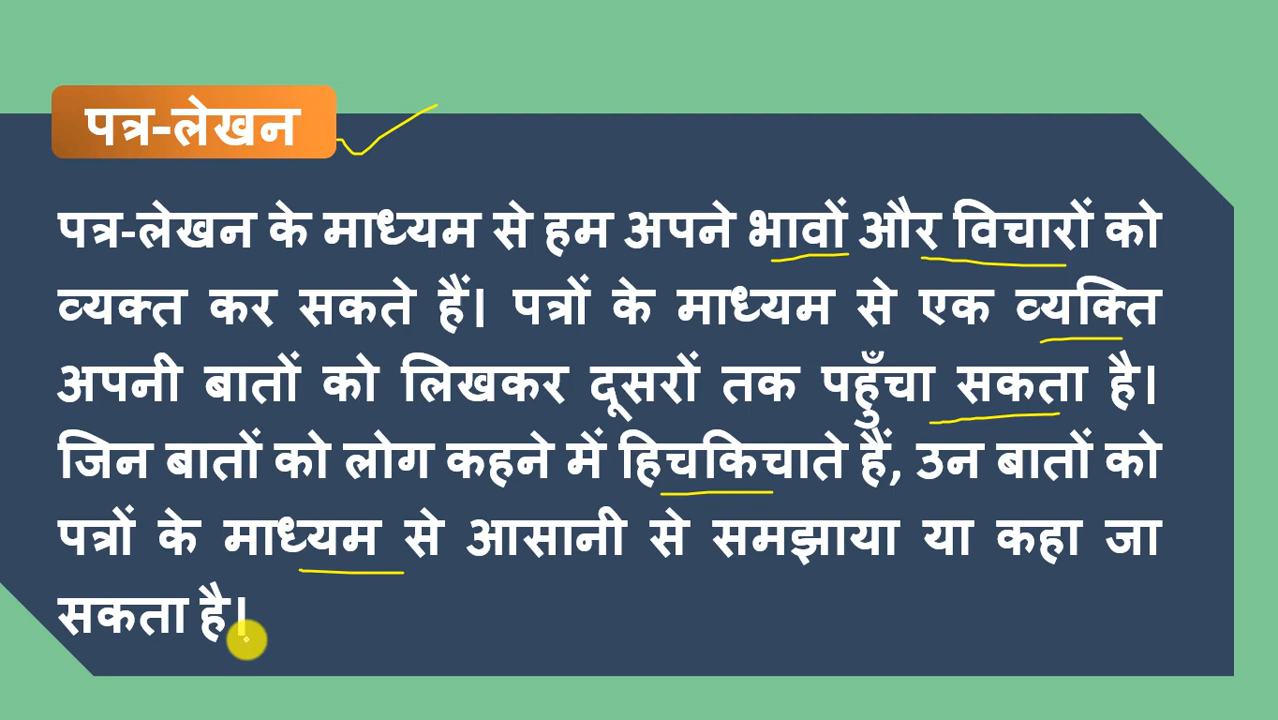 पत्र-लेखन
पत्र-लेखन के माध्यम से हम अपने भावों और विचारों को
व्यक्त कर सकते हैं। पत्रों के माध्यम से एक व्यक्ति
अपनी बातों को लिखकर दूसरों तक पहुँचा सकता है।
जिन बातों को लोग कहने में हिचकिचाते हैं, उन बातों को
पत्रों के माध्यम से आसानी से समझाया या कहा जा
सकता है।